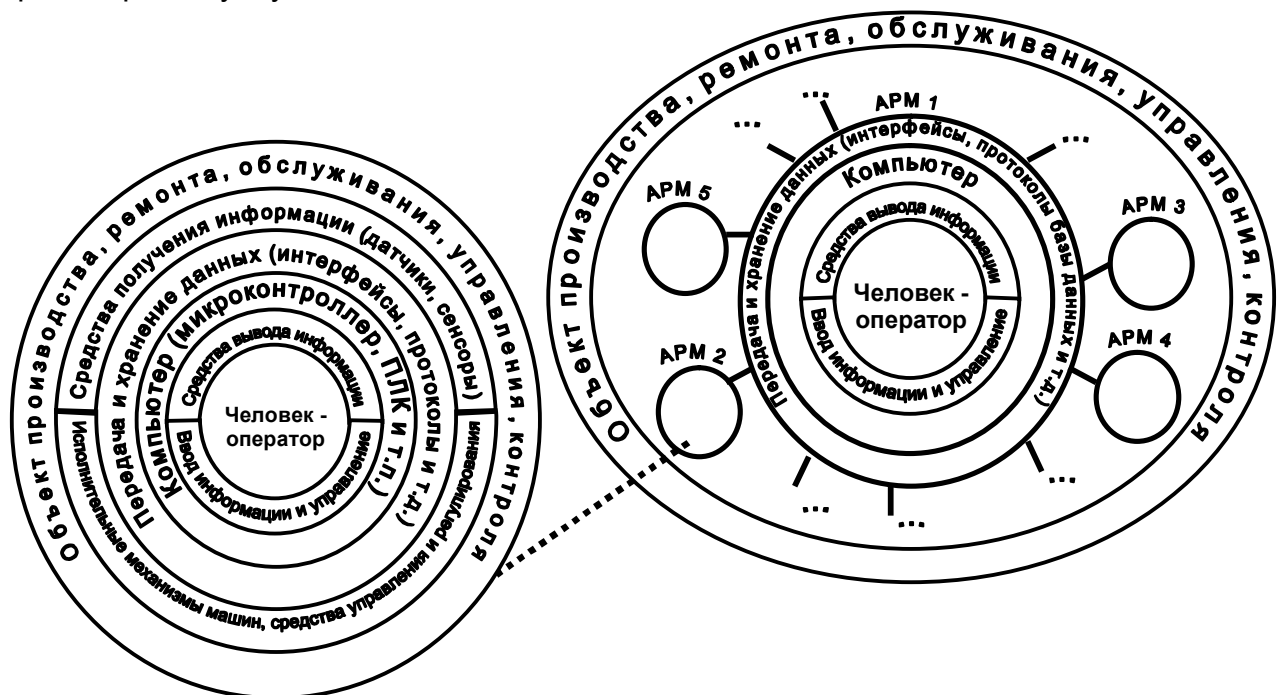 Объект производства, ремонта, обслуживания, управления, контроля
Средства получения информации (датчики, сенсоры)
Передача и хранение данных (интерфейсы, протоколы и т.д.)
Компьютер (микроконтроллер, ПЛК и т.п.)
Средства вывода информации
Человек -
оператор
Ввод информации и управление
Исполнительные механизмы машин, средства управления и регулирования
Объект производства, ремонта, обслуживания, управления, контроля
АРМ 1
Передача и хранение данных (интерфейсы, протоколы базы данных и т.д.)
Компьютер
Средства вывода информации
Человек -
оператор
Ввод информации и управление
АРМ 5
АРМ 3
АРМ 2
АРМ 4
...
...
...
...
...
...